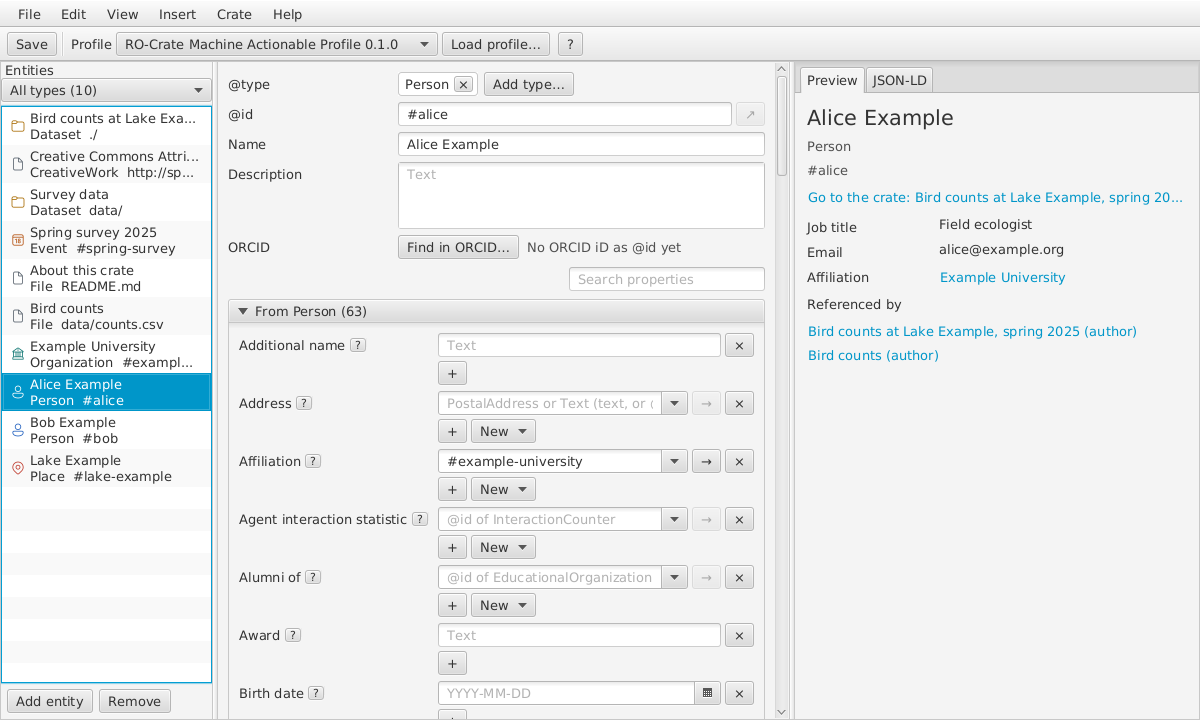 File Edit View Insert Crate Help
Save Profile RO-Crate Machine Actionable Profile 0.1.0 Load profile... ?
Entities
All types (10)
Bird counts at Lake Exa...
Dataset ./
Creative Commons Attri...
CreativeWork http://sp...
Survey data
Dataset data/
Spring survey 2025
Event #spring-survey
About this crate
File README.md
Bird counts
File data/counts.csv
Example University
Organization #exampl...
Alice Example
Person #alice
Bob Example
Person #bob
Lake Example
Place #lake-example
Add entity Remove
@type Person × Add type...
@id #alice ↗
Name Alice Example
Description Text
ORCID Find in ORCID... No ORCID iD as @id yet
Search properties
From Person (63)
Additional name ? Text ×
+
Address ? PostalAddress or Text (text, or → ×
+ New
Affiliation ? #example-university → ×
+ New
Agent interaction statistic ? @id of InteractionCounter → ×
+ New
Alumni of ? @id of EducationalOrganization → ×
+ New
Award ? Text ×
+
Birth date ? YYYY-MM-DD ×
Preview JSON-LD
Alice Example
Person
#alice
Go to the crate: Bird counts at Lake Example, spring 20...
Job title Field ecologist
Email alice@example.org
Affiliation Example University
Referenced by
Bird counts at Lake Example, spring 2025 (author)
Bird counts (author)